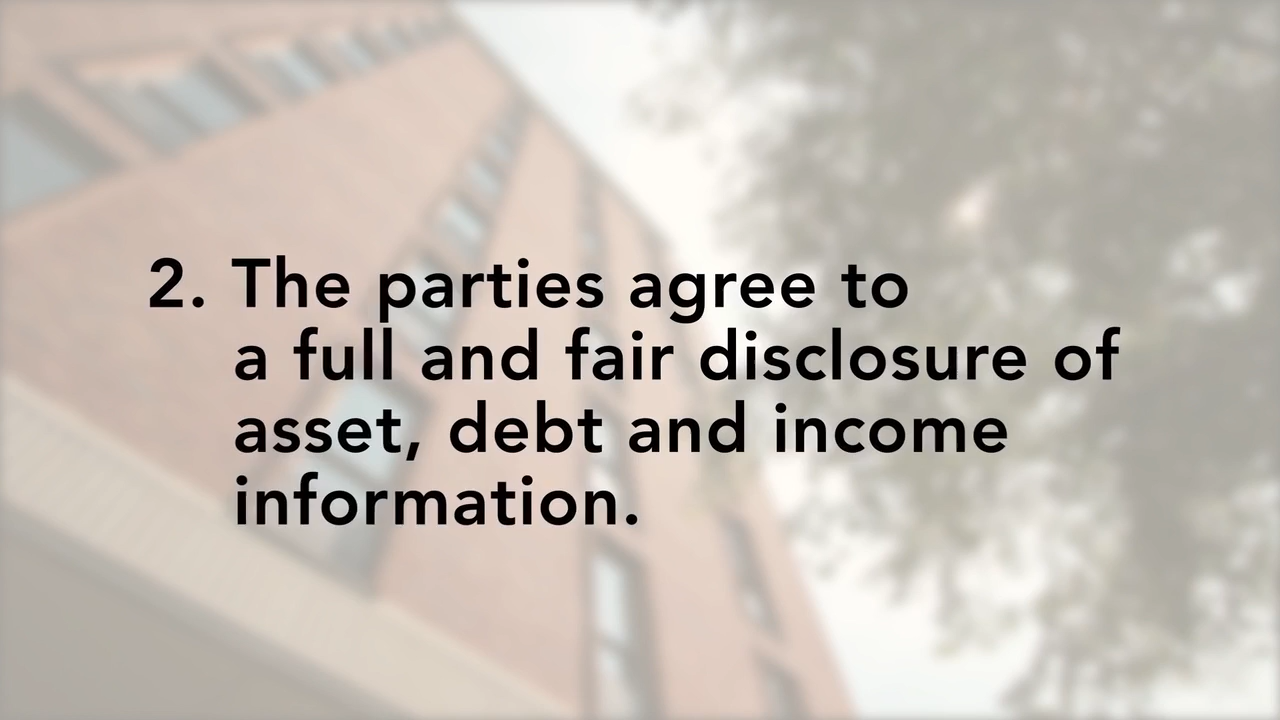 2. The parties agree to
a full and fair disclosure of
asset, debt and income
information.